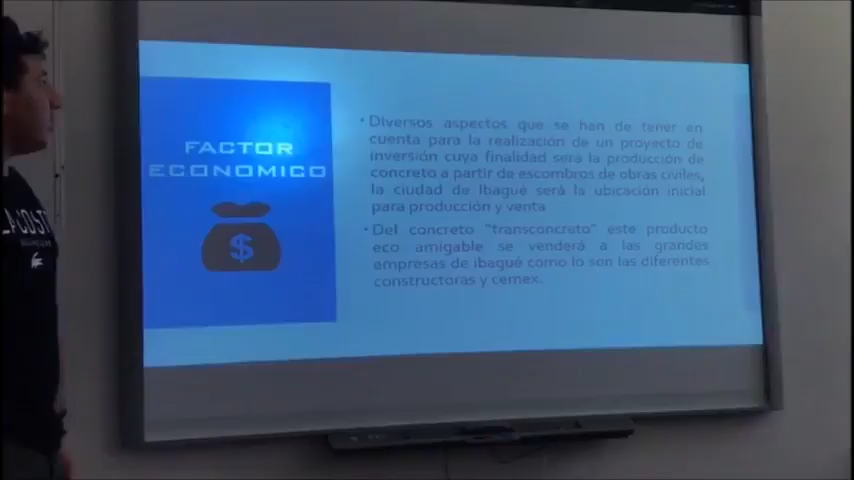 FACTOR
ECONOMICO
$
• Diversos aspectos que se han de tener en
cuenta para la realización de un proyecto de
inversión cuya finalidad sera la producción de
concreto a partir de escombros de obras civiles,
la ciudad de Ibagué será la ubicación inicial
para producción y venta
• Del concreto "transconcreto" este producto
eco amigable se venderá a las grandes
empresas de ibagué como lo son las diferentes
constructoras y cemex.
LACOSTE